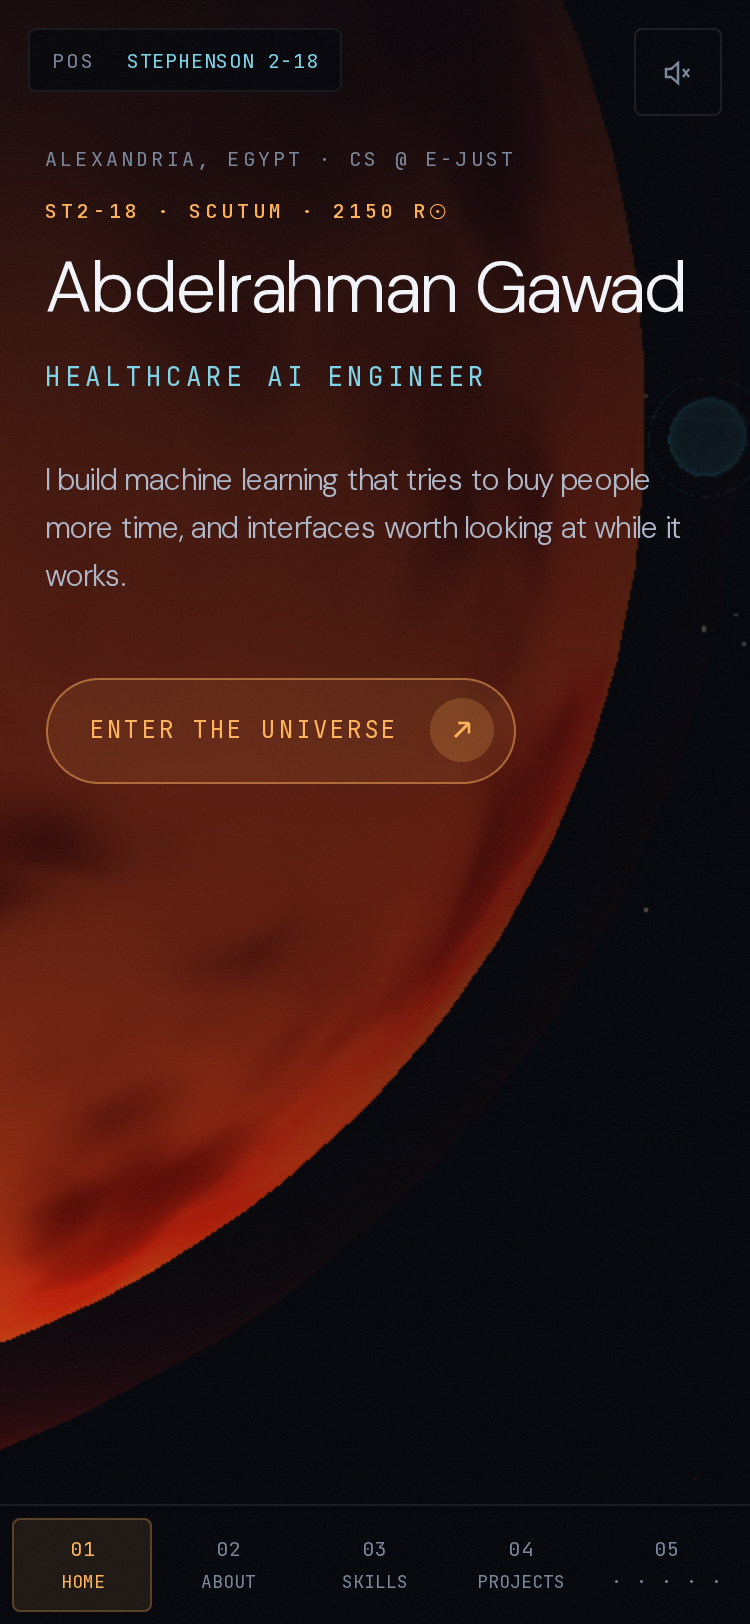 POS STEPHENSON 2-18
ALEXANDRIA, EGYPT · CS @ E-JUST
ST2-18 · SCUTUM · 2150 R☉
Abdelrahman Gawad
HEALTHCARE AI ENGINEER
I build machine learning that tries to buy people
more time, and interfaces worth looking at while it
works.
ENTER THE UNIVERSE
01 02 03 04 05
HOME ABOUT SKILLS PROJECTS · · · · ·